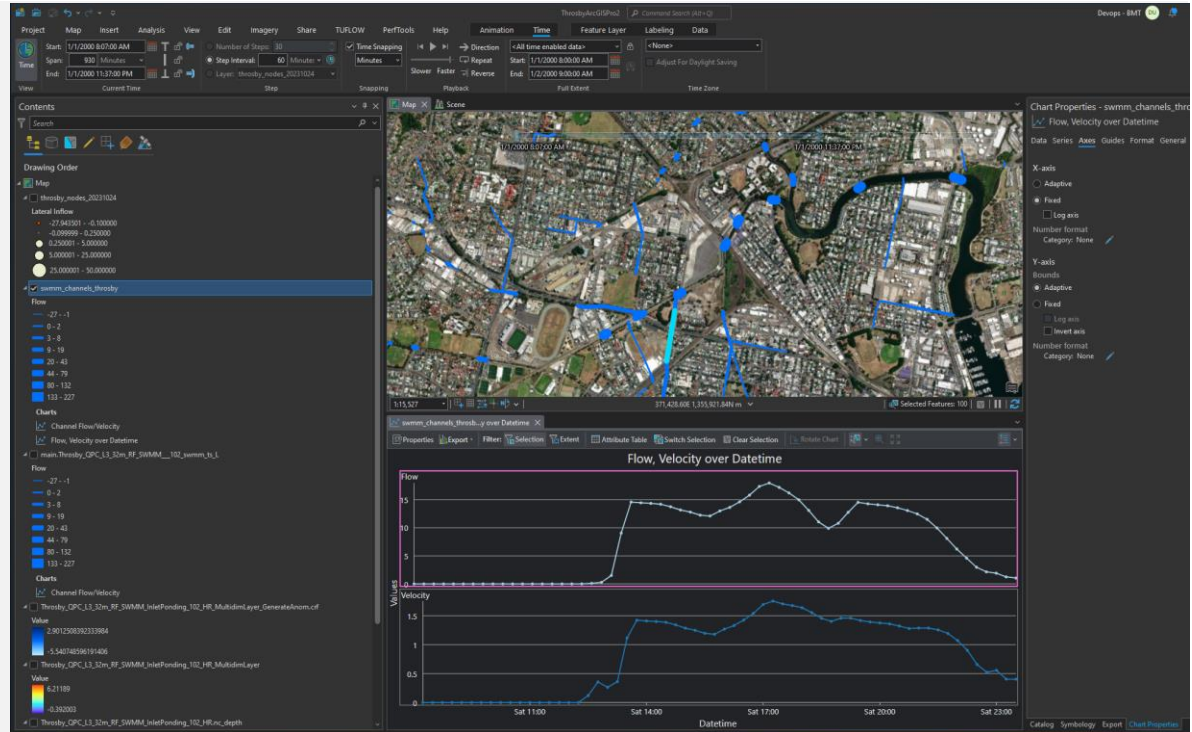 ThrosbyArcGISPro2
Command Search (Alt+Q)
Devops - BMT
DU
Project Map Insert Analysis View Edit Imagery Share TUFLOW PerfTools Help Animation Time Feature Layer Labeling Data
Start: 1/1/2000 8:07:00 AM
Span: 930 Minutes
End: 1/1/2000 11:37:00 PM
Time
View
Current Time
Number of Steps: 30
Step Interval: 60 Minutes
Layer: throsby_nodes_20231024
Step
Time Snapping
Minutes
Snapping
Direction
Repeat
Slower Faster Reverse
Playback
<All time enabled data>
Start: 1/1/2000 8:00:00 AM
End: 1/2/2000 9:00:00 AM
Full Extent
<None>
Adjust For Daylight Saving
Time Zone
Contents
Search
Drawing Order
Map
throsby_nodes_20231024
Lateral Inflow
-27.943501 - -0.100000
-0.099999 - 0.250000
0.250001 - 5.000000
5.000001 - 25.000000
25.000001 - 50.000000
swmm_channels_throsby
Flow
-27 - -1
0 - 2
3 - 8
9 - 19
20 - 43
44 - 79
80 - 132
133 - 227
Charts
Channel Flow/Velocity
Flow, Velocity over Datetime
main.Throsby_QPC_L3_32m_RF_SWMM__102_swmm_ts_L
Flow
-27 - -1
0 - 2
3 - 8
9 - 19
20 - 43
44 - 79
80 - 132
133 - 227
Charts
Channel Flow/Velocity
Throsby_QPC_L3_32m_RF_SWMM_InletPonding_102_HR_MultidimLayer_GenerateAnom.crf
Value
2.9012508392333984
-5.540748596191406
Throsby_QPC_L3_32m_RF_SWMM_InletPonding_102_HR_MultidimLayer
Value
6.21189
-0.392003
Throsby_QPC_L3_32m_RF_SWMM_InletPonding_102_HR.nc_depth
Map Scene
1/1/2000 8:07:00 AM
1/1/2000 11:37:00 PM
1:15,527
371,428.60E 1,355,921.84N m
Selected Features: 100
swmm_channels_throsb...y over Datetime
Properties Export Filter: Selection Extent Attribute Table Switch Selection Clear Selection Rotate Chart
Flow, Velocity over Datetime
Flow
15
10
5
0
Values
Velocity
1.5
1
0.5
0
Sat 11:00 Sat 14:00 Sat 17:00 Sat 20:00 Sat 23:00
Datetime
Chart Properties - swmm_channels_thro
Flow, Velocity over Datetime
Data Series Axes Guides Format General
X-axis
Adaptive
Fixed
Log axis
Number format
Category: None
Y-axis
Bounds
Adaptive
Fixed
Log axis
Invert axis
Number format
Category: None
Catalog Symbology Export Chart Properties